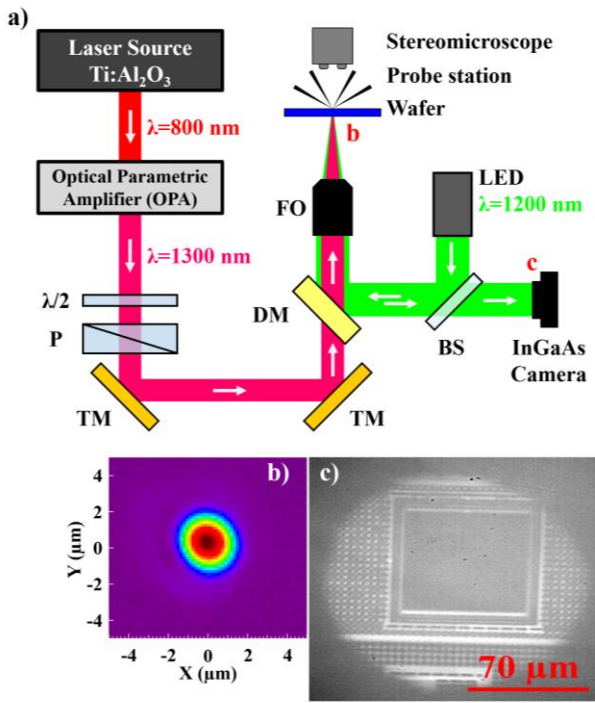 a)
Laser Source
Ti:Al₂O₃
λ=800 nm
Optical Parametric
Amplifier (OPA)
λ=1300 nm
λ/2
P
TM
TM
Stereomicroscope
Probe station
Wafer
b
FO
LED
λ=1200 nm
c
DM
BS
InGaAs
Camera
b)
Y (µm)
4
2
0
-2
-4
-4 -2 0 2 4
X (µm)
c)
70 µm